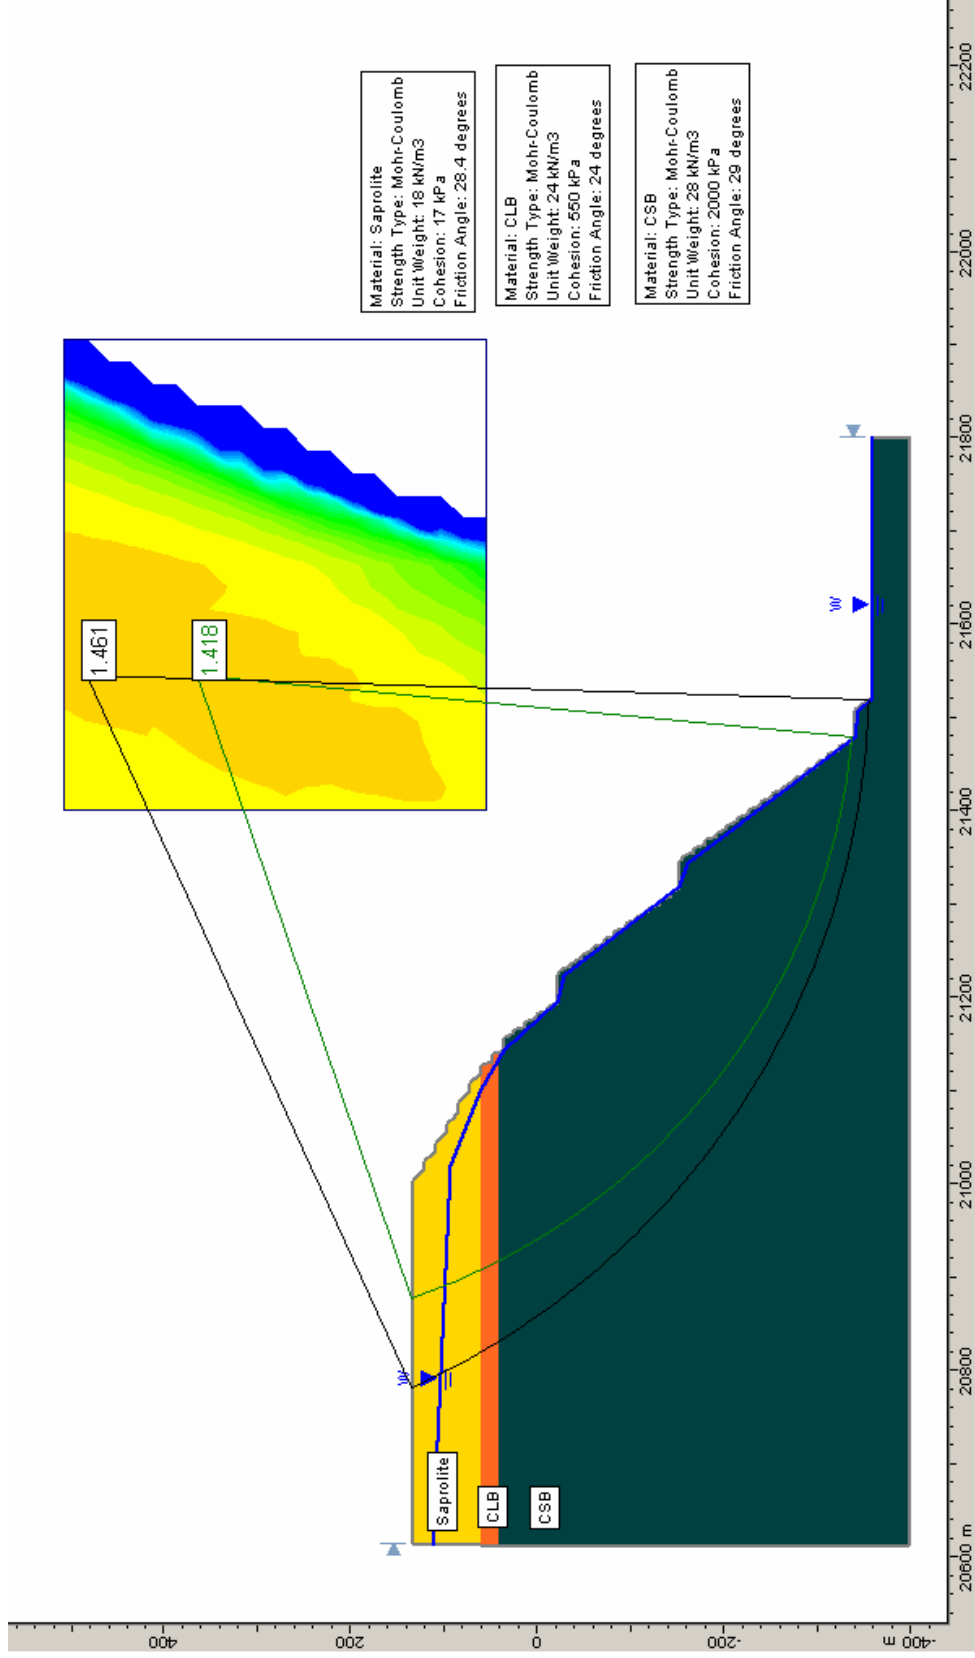 Material: Saprolite
Strength Type: Mohr-Coulomb
Unit Weight: 18 kN/m3
Cohesion: 17 kPa
Friction Angle: 28.4 degrees
Material: CLB
Strength Type: Mohr-Coulomb
Unit Weight: 24 kN/m3
Cohesion: 550 kPa
Friction Angle: 24 degrees
Material: CSB
Strength Type: Mohr-Coulomb
Unit Weight: 28 kN/m3
Cohesion: 2000 kPa
Friction Angle: 29 degrees
1.461
1.418
W
W
Saprolite
CLB
CSB
400
200
0
-200
-400 m
20600 m
20800
21000
21200
21400
21600
21800
22000
22200